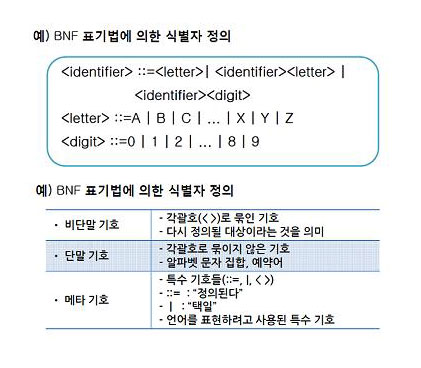 예) BNF 표기법에 의한 식별자 정의
<identifier> ::=<letter>| <identifier><letter> |
<identifier><digit>
<letter> ::=A | B | C | ... | X | Y | Z
<digit> ::=0 | 1 | 2 | ... | 8 | 9
예) BNF 표기법에 의한 식별자 정의
• 비단말 기호
- 각괄호(< >)로 묶인 기호
- 다시 정의될 대상이라는 것을 의미
• 단말 기호
- 각괄호로 묶이지 않은 기호
- 알파벳 문자 집합, 예약어
• 메타 기호
- 특수 기호들(::=, |, < >)
- ::= : “정의된다”
- | : “택일”
- 언어를 표현하려고 사용된 특수 기호